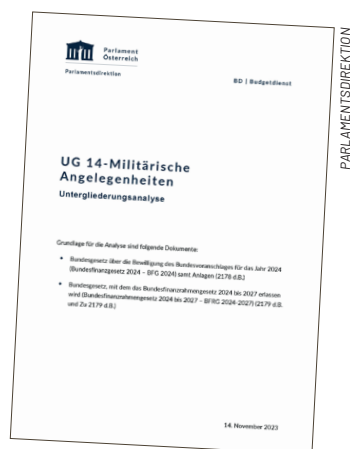 Parlament
Österreich
Parlamentsdirektion
BD | Budgetdienst
UG 14-Militärische
Angelegenheiten
Untergliederungsanalyse
Grundlage für die Analyse sind folgende Dokumente:
• Bundesgesetz über die Bewilligung des Bundesvoranschlages für das Jahr 2024
(Bundesfinanzgesetz 2024 – BFG 2024) samt Anlagen (2178 d.B.)
• Bundesgesetz, mit dem das Bundesfinanzrahmengesetz 2024 bis 2027 erlassen
wird (Bundesfinanzrahmengesetz 2024 bis 2027 – BFRG 2024-2027) (2179 d.B.
und Zu 2179 d.B.)
14. November 2023
PARLAMENTSDIREKTION